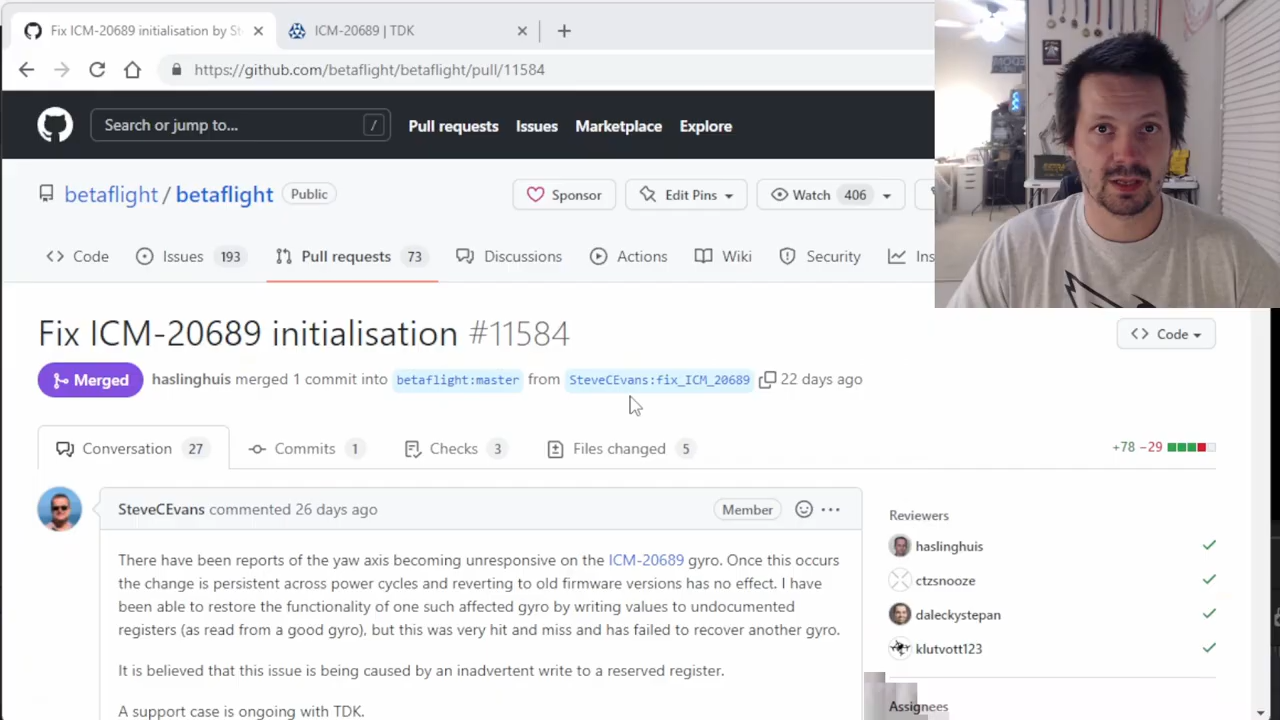 Fix ICM-20689 initialisation by St
ICM-20689 | TDK
https://github.com/betaflight/betaflight/pull/11584
Search or jump to...
/
Pull requests
Issues
Marketplace
Explore
betaflight / betaflight
Public
Sponsor
Edit Pins
Watch 406
Code
Issues 193
Pull requests 73
Discussions
Actions
Wiki
Security
Ins
Fix ICM-20689 initialisation #11584
Code
Merged
haslinghuis merged 1 commit into betaflight:master from SteveCEvans:fix_ICM_20689 22 days ago
Conversation 27
Commits 1
Checks 3
Files changed 5
+78 −29
SteveCEvans commented 26 days ago
Member
There have been reports of the yaw axis becoming unresponsive on the ICM-20689 gyro. Once this occurs
the change is persistent across power cycles and reverting to old firmware versions has no effect. I have
been able to restore the functionality of one such affected gyro by writing values to undocumented
registers (as read from a good gyro), but this was very hit and miss and has failed to recover another gyro.
It is believed that this issue is being caused by an inadvertent write to a reserved register.
A support case is ongoing with TDK.
Reviewers
haslinghuis
ctzsnooze
daleckystepan
klutvott123
Assignees